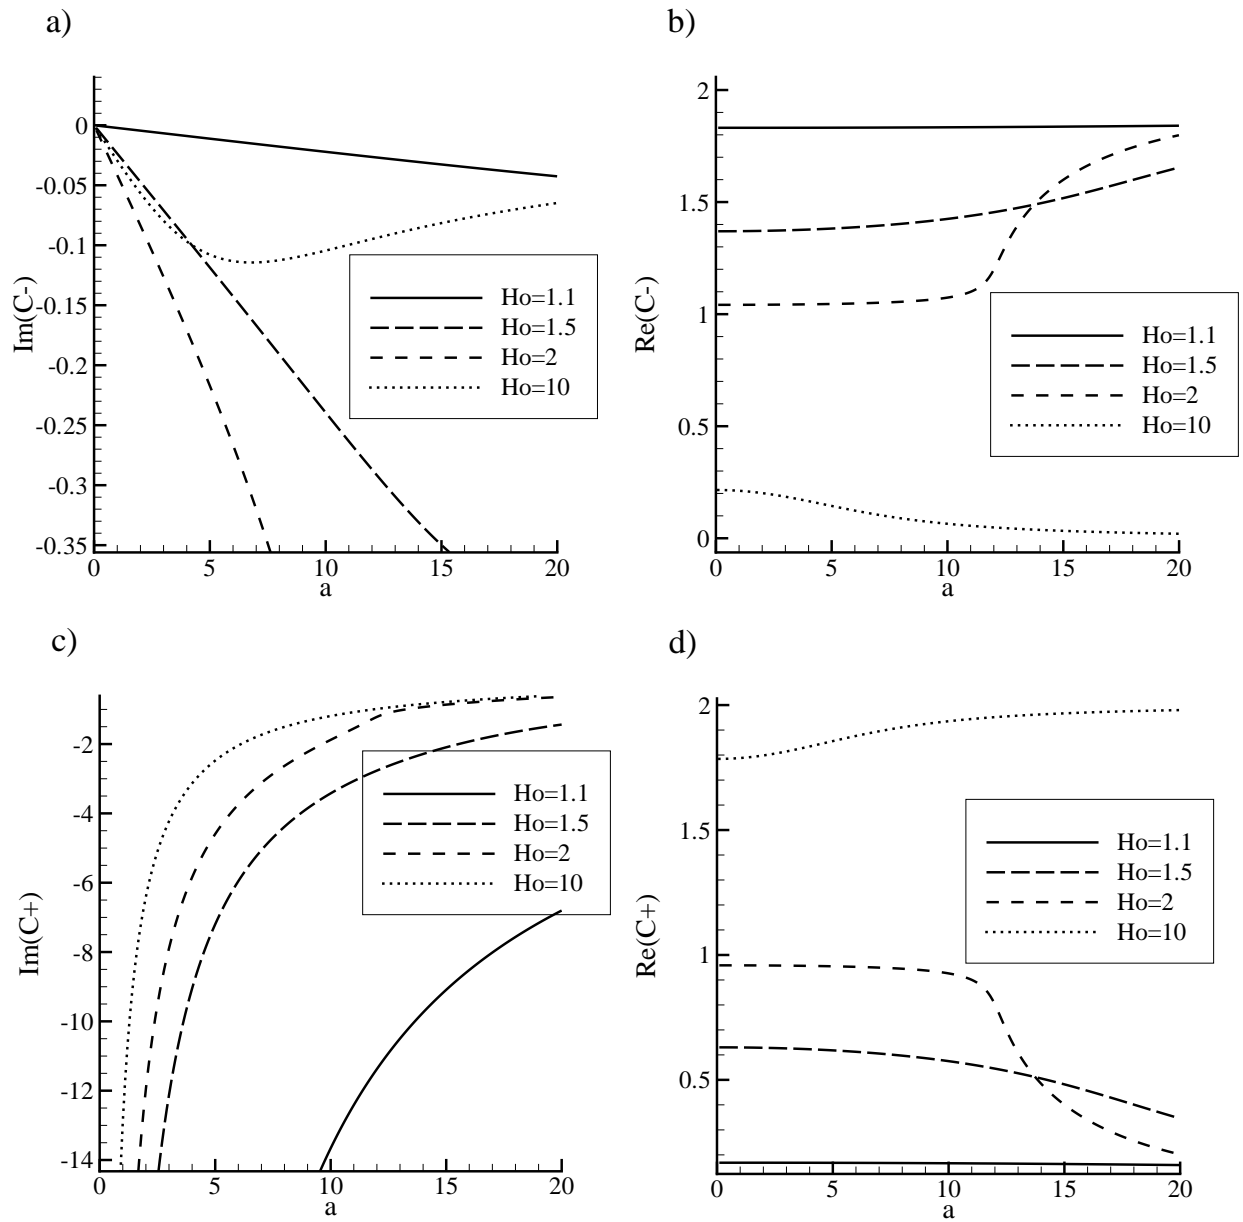 a)
Im(C-)
0
-0.05
-0.1
-0.15
-0.2
-0.25
-0.3
-0.35
0 5 10 15 20
a
Ho=1.1
Ho=1.5
Ho=2
Ho=10
b)
Re(C-)
2
1.5
1
0.5
0
0 5 10 15 20
a
Ho=1.1
Ho=1.5
Ho=2
Ho=10
c)
Im(C+)
-2
-4
-6
-8
-10
-12
-14
0 5 10 15 20
a
Ho=1.1
Ho=1.5
Ho=2
Ho=10
d)
Re(C+)
2
1.5
1
0.5
0 5 10 15 20
a
Ho=1.1
Ho=1.5
Ho=2
Ho=10